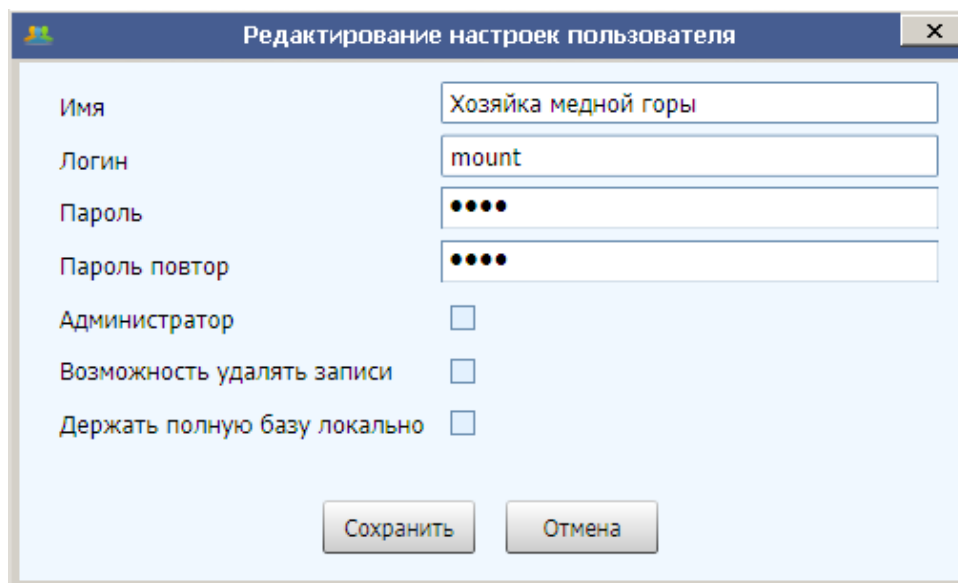 Редактирование настроек пользователя
Имя Хозяйка медной горы
Логин mount
Пароль ••••
Пароль повтор ••••
Администратор
Возможность удалять записи
Держать полную базу локально
Сохранить Отмена